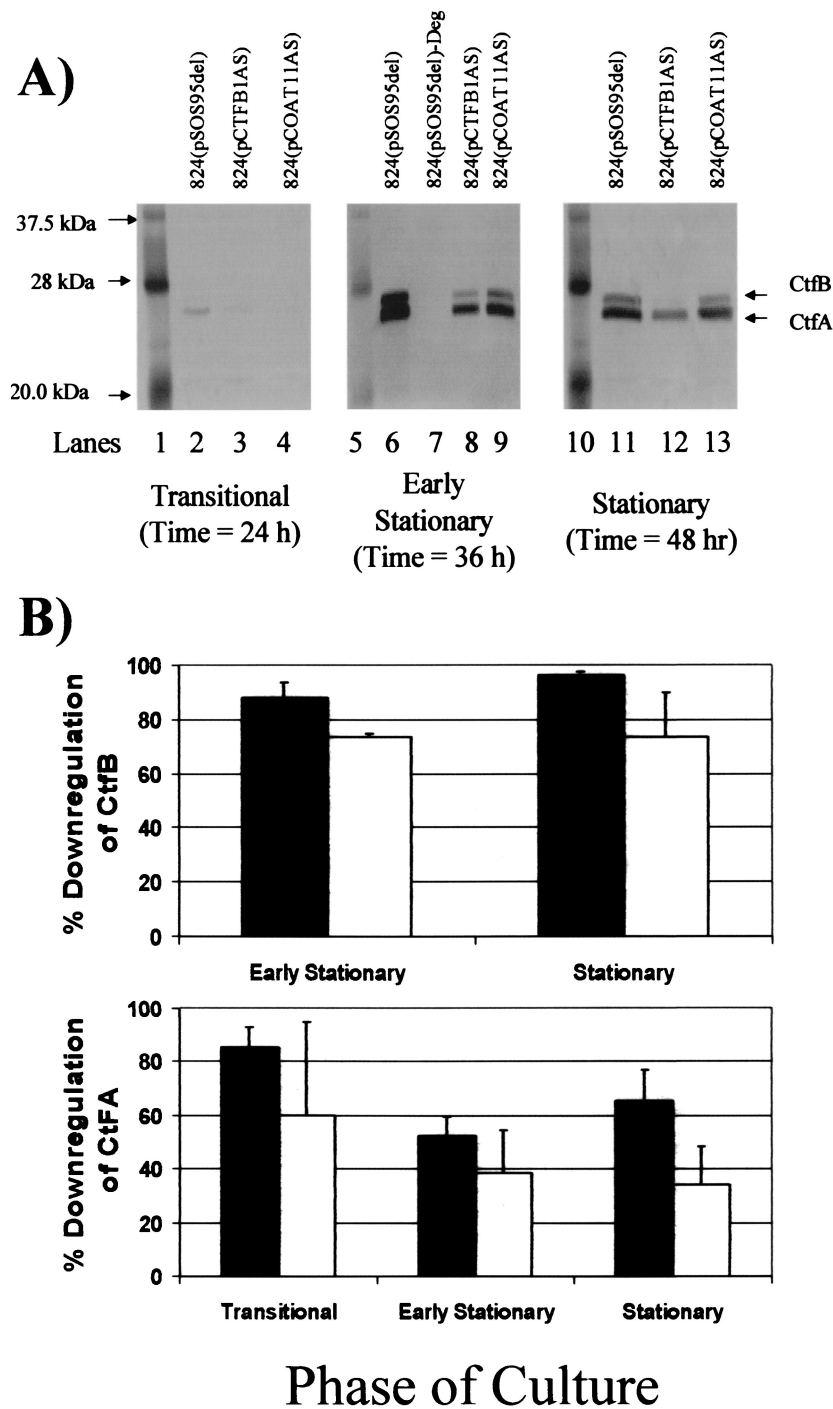 A)
824(pSOS95del)
824(pCTFB1AS)
824(pCOAT11AS)
824(pSOS95del)
824(pSOS95del)-Deg
824(pCTFB1AS)
824(pCOAT11AS)
824(pSOS95del)
824(pCTFB1AS)
824(pCOAT11AS)
37.5 kDa
28 kDa
20.0 kDa
CtfB
CtfA
Lanes 1 2 3 4 5 6 7 8 9 10 11 12 13
Transitional
(Time = 24 h)
Early
Stationary
(Time = 36 h)
Stationary
(Time = 48 hr)
B)
% Downregulation
of CtfB
100
80
60
40
20
0
Early Stationary
Stationary
% Downregulation
of CtFA
100
80
60
40
20
0
Transitional
Early Stationary
Stationary
Phase of Culture